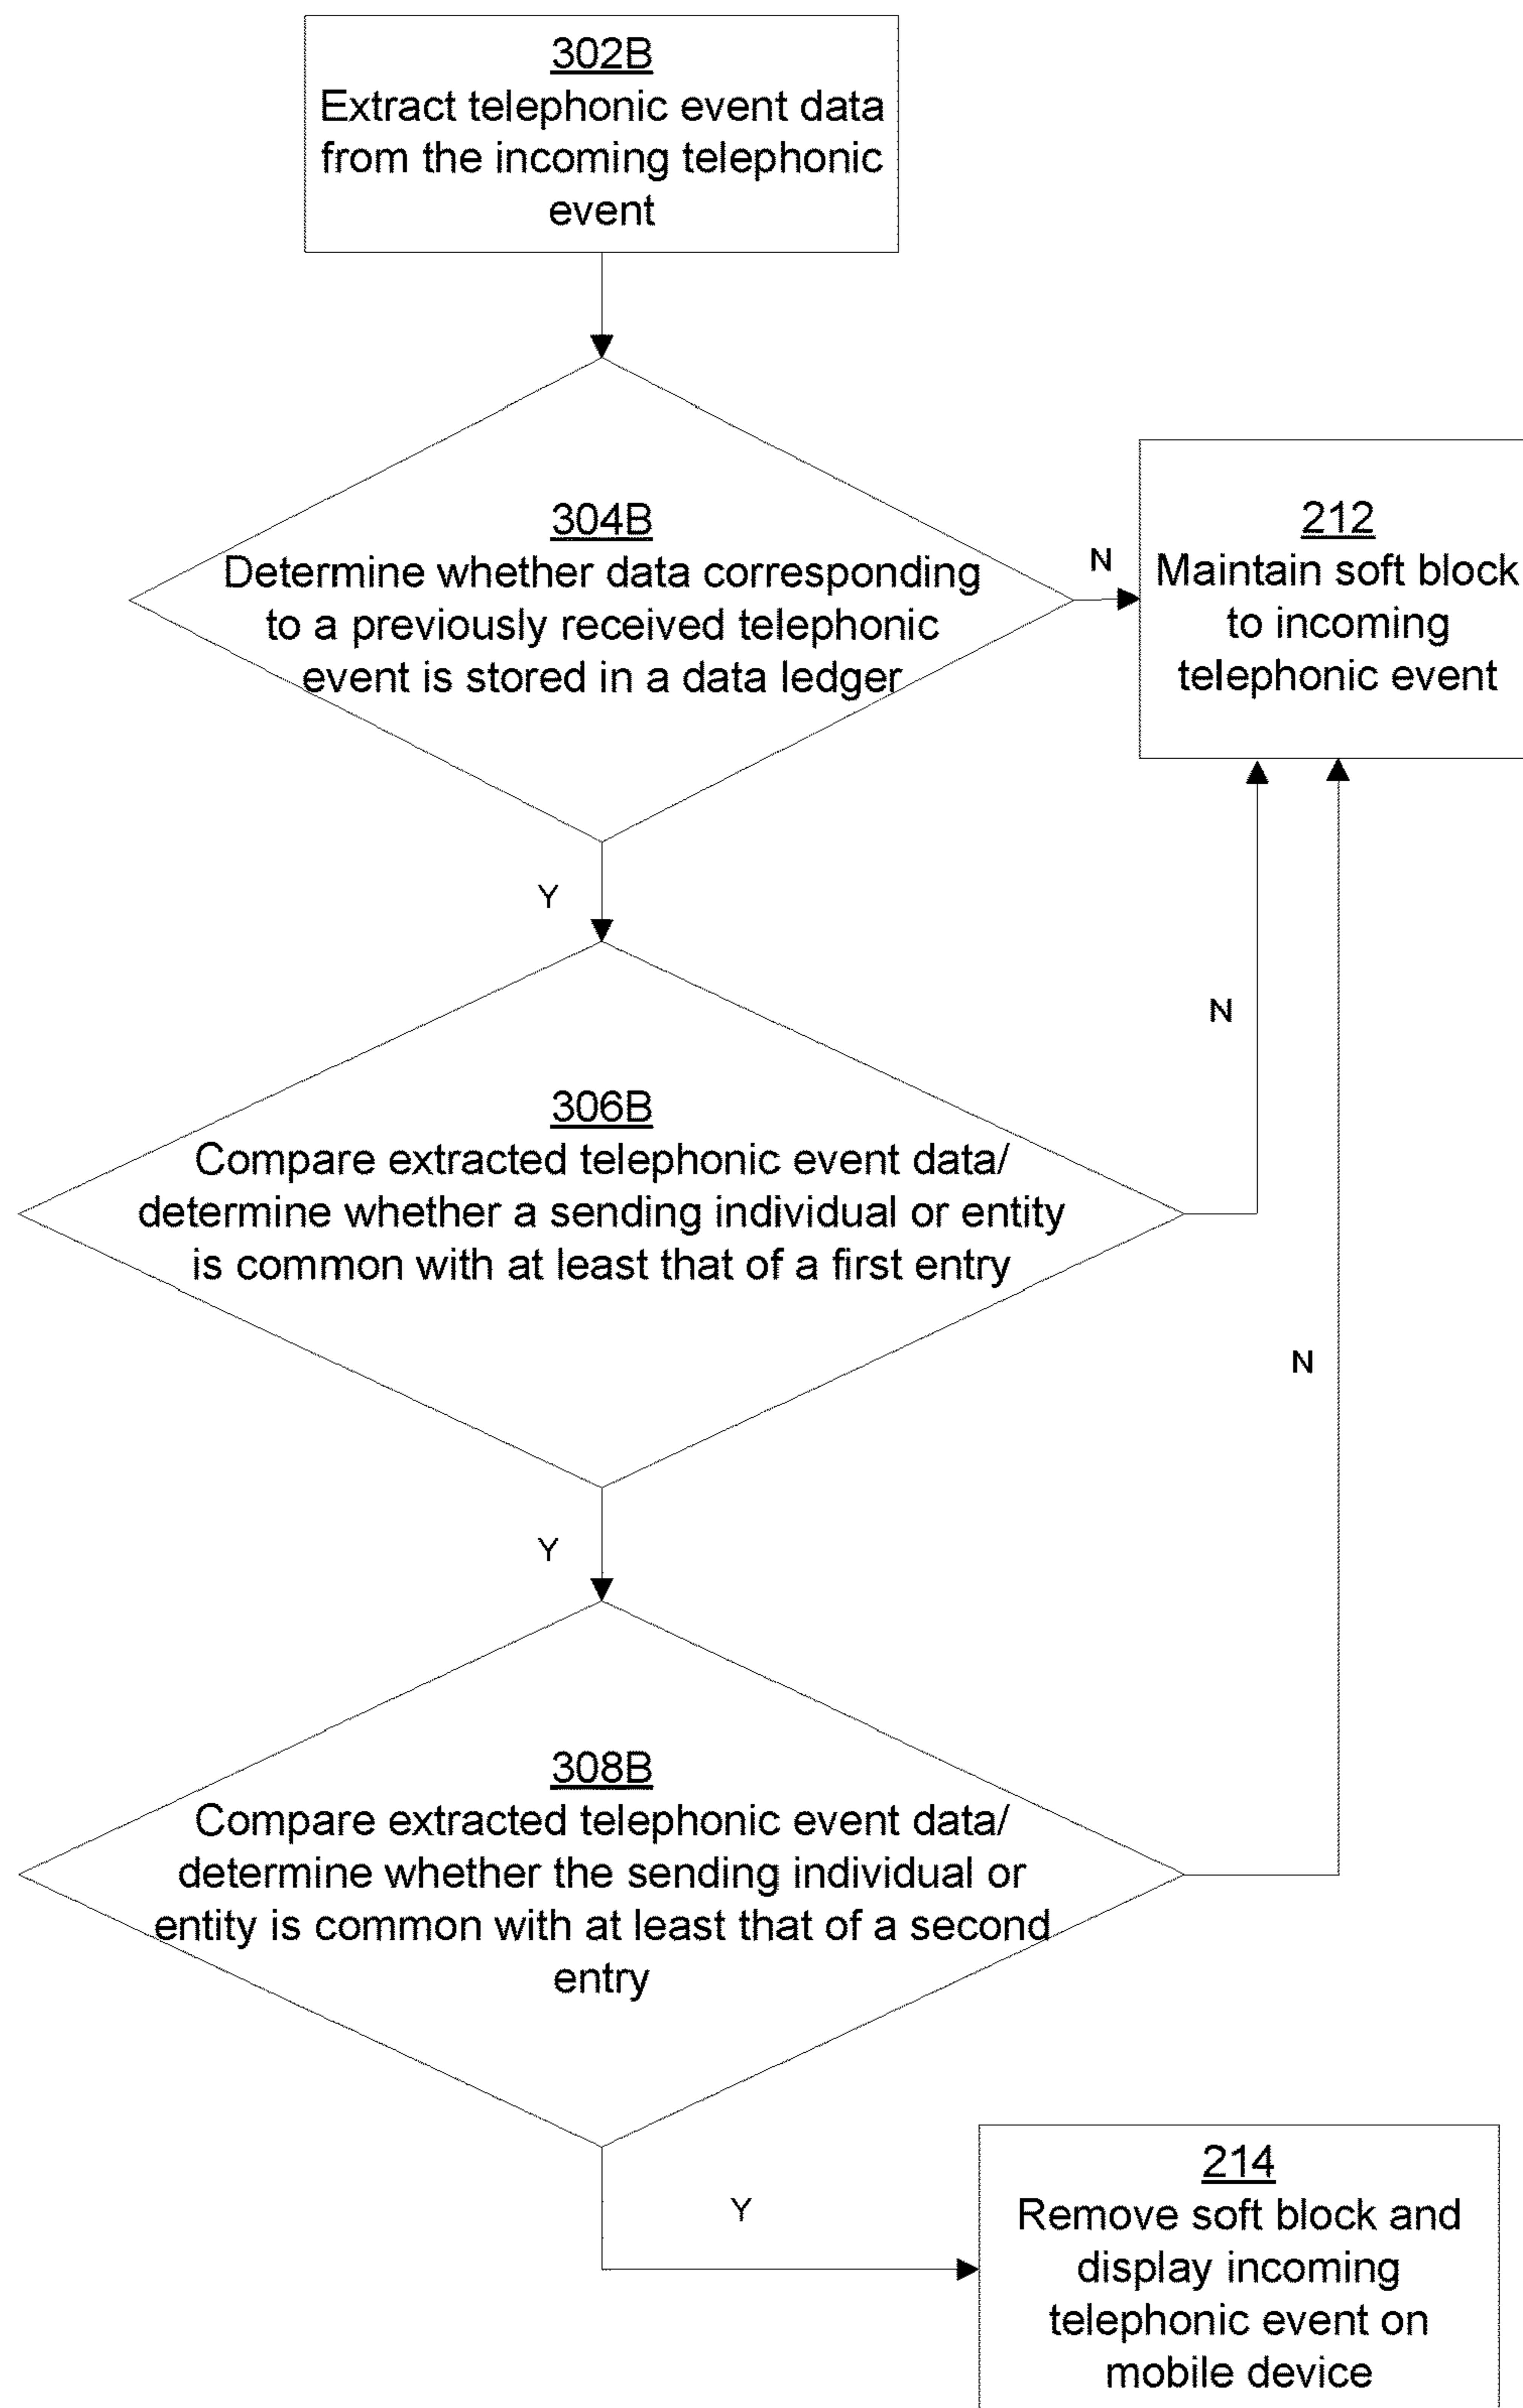 302B
Extract telephonic event data
from the incoming telephonic
event
304B
Determine whether data corresponding
to a previously received telephonic
event is stored in a data ledger
N
212
Maintain soft block
to incoming
telephonic event
Y
306B
Compare extracted telephonic event data/
determine whether a sending individual or entity
is common with at least that of a first entry
N
Y
308B
Compare extracted telephonic event data/
determine whether the sending individual or
entity is common with at least that of a second
entry
N
Y
214
Remove soft block and
display incoming
telephonic event on
mobile device